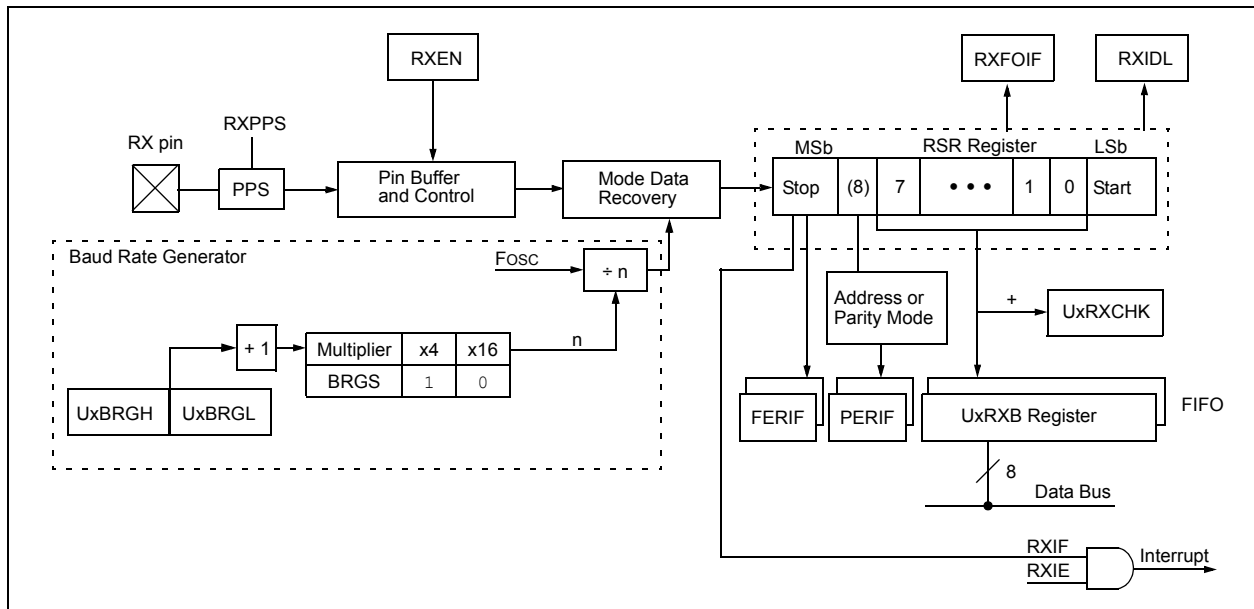 RXEN
RXFOIF
RXIDL
RXPPS
RX pin
PPS
Pin Buffer
and Control
Mode Data
Recovery
MSb
RSR Register
LSb
Stop
(8)
7
• • •
1
0
Start
Baud Rate Generator
FOSC
÷ n
n
+ 1
Multiplier
x4
x16
BRGS
1
0
UxBRGH
UxBRGL
Address or
Parity Mode
+
UxRXCHK
FERIF
PERIF
UxRXB Register
FIFO
8
Data Bus
RXIF
RXIE
Interrupt